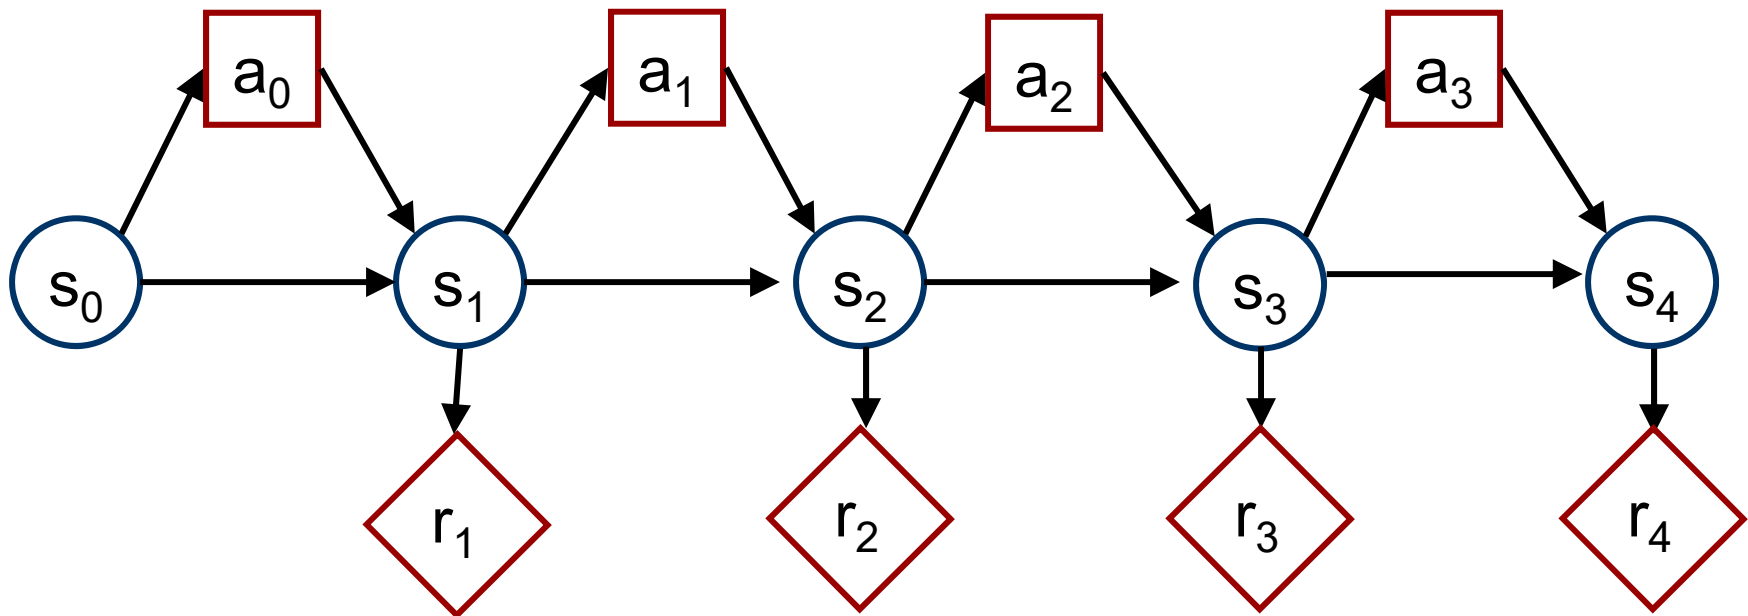 a₀ a₁ a₂ a₃
s₀ s₁ s₂ s₃ s₄
r₁ r₂ r₃ r₄